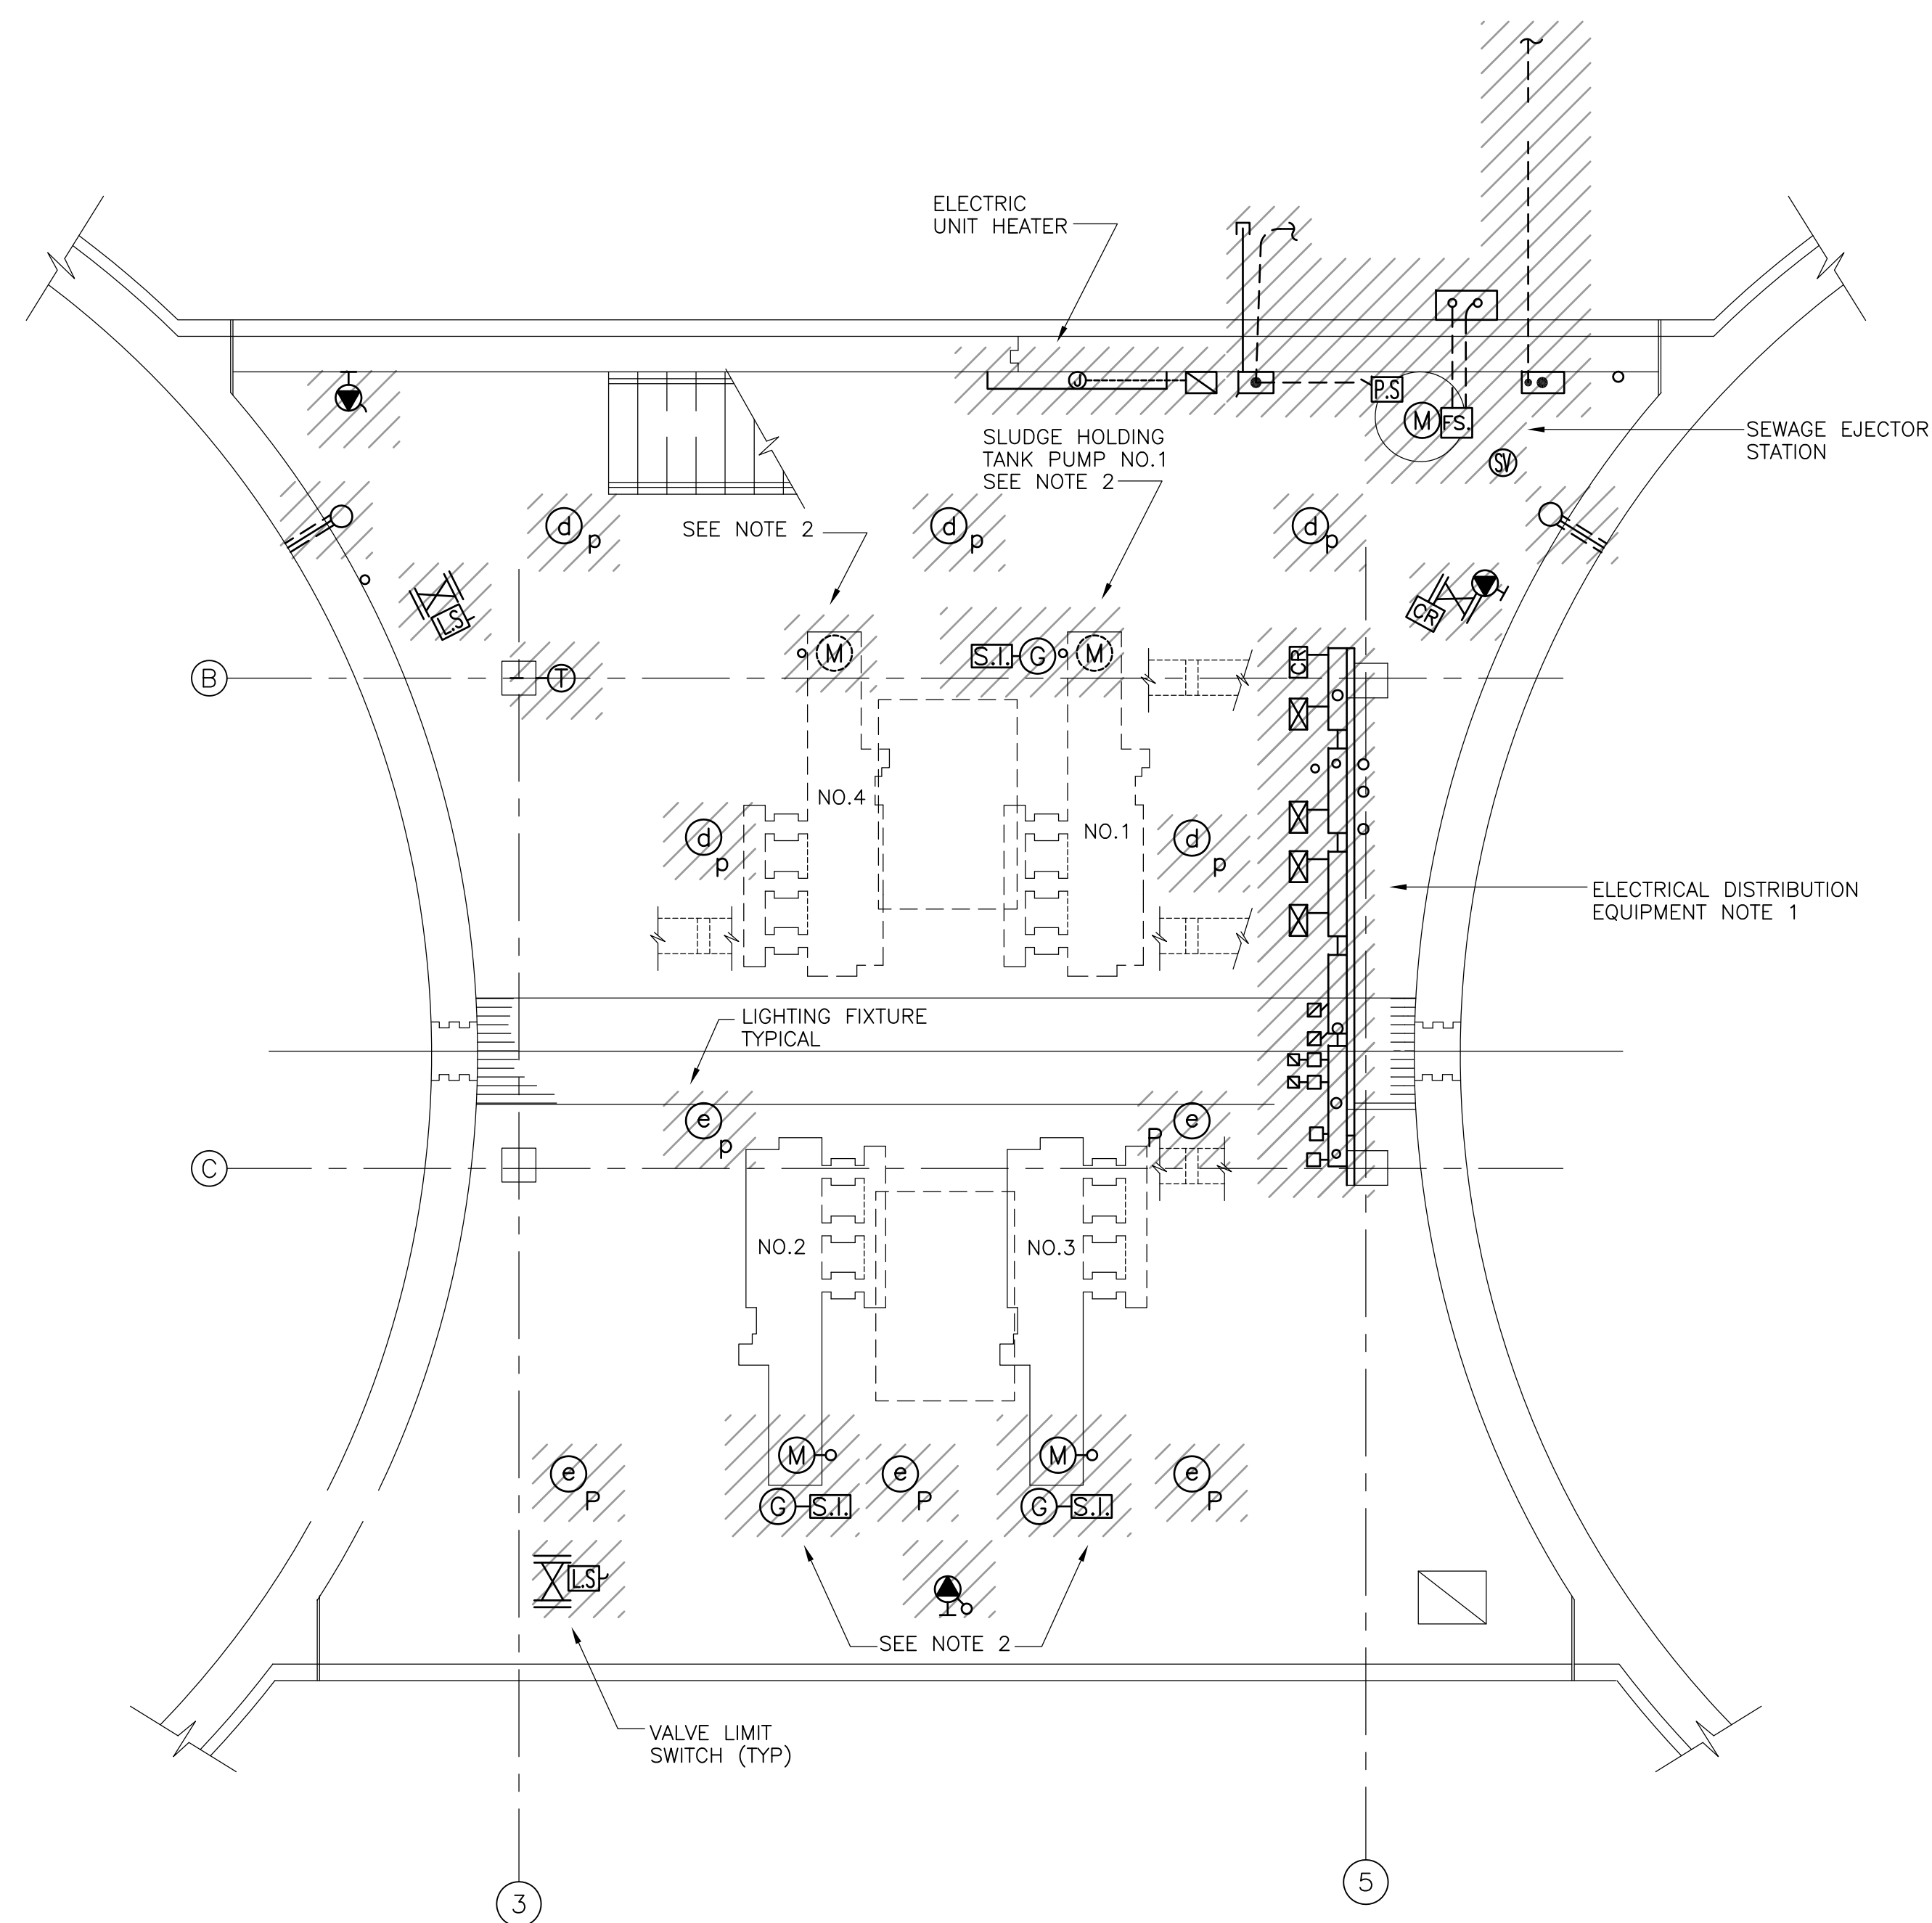 ELECTRIC
UNIT HEATER
P.S
J
M
FS.
SLUDGE HOLDING
TANK PUMP NO.1
SEE NOTE 2
SEWAGE EJECTOR
STATION
SV
SEE NOTE 2
d
p
d
p
d
p
L.S
CR
B
T
M
S.I.
G
M
CR
NO.4
NO.1
d
p
d
p
ELECTRICAL DISTRIBUTION
EQUIPMENT NOTE 1
LIGHTING FIXTURE
TYPICAL
e
p
e
P
C
NO.2
NO.3
M
M
e
P
e
P
e
P
G
S.I.
G
S.I.
L.S
SEE NOTE 2
VALVE LIMIT
SWITCH (TYP)
3
5